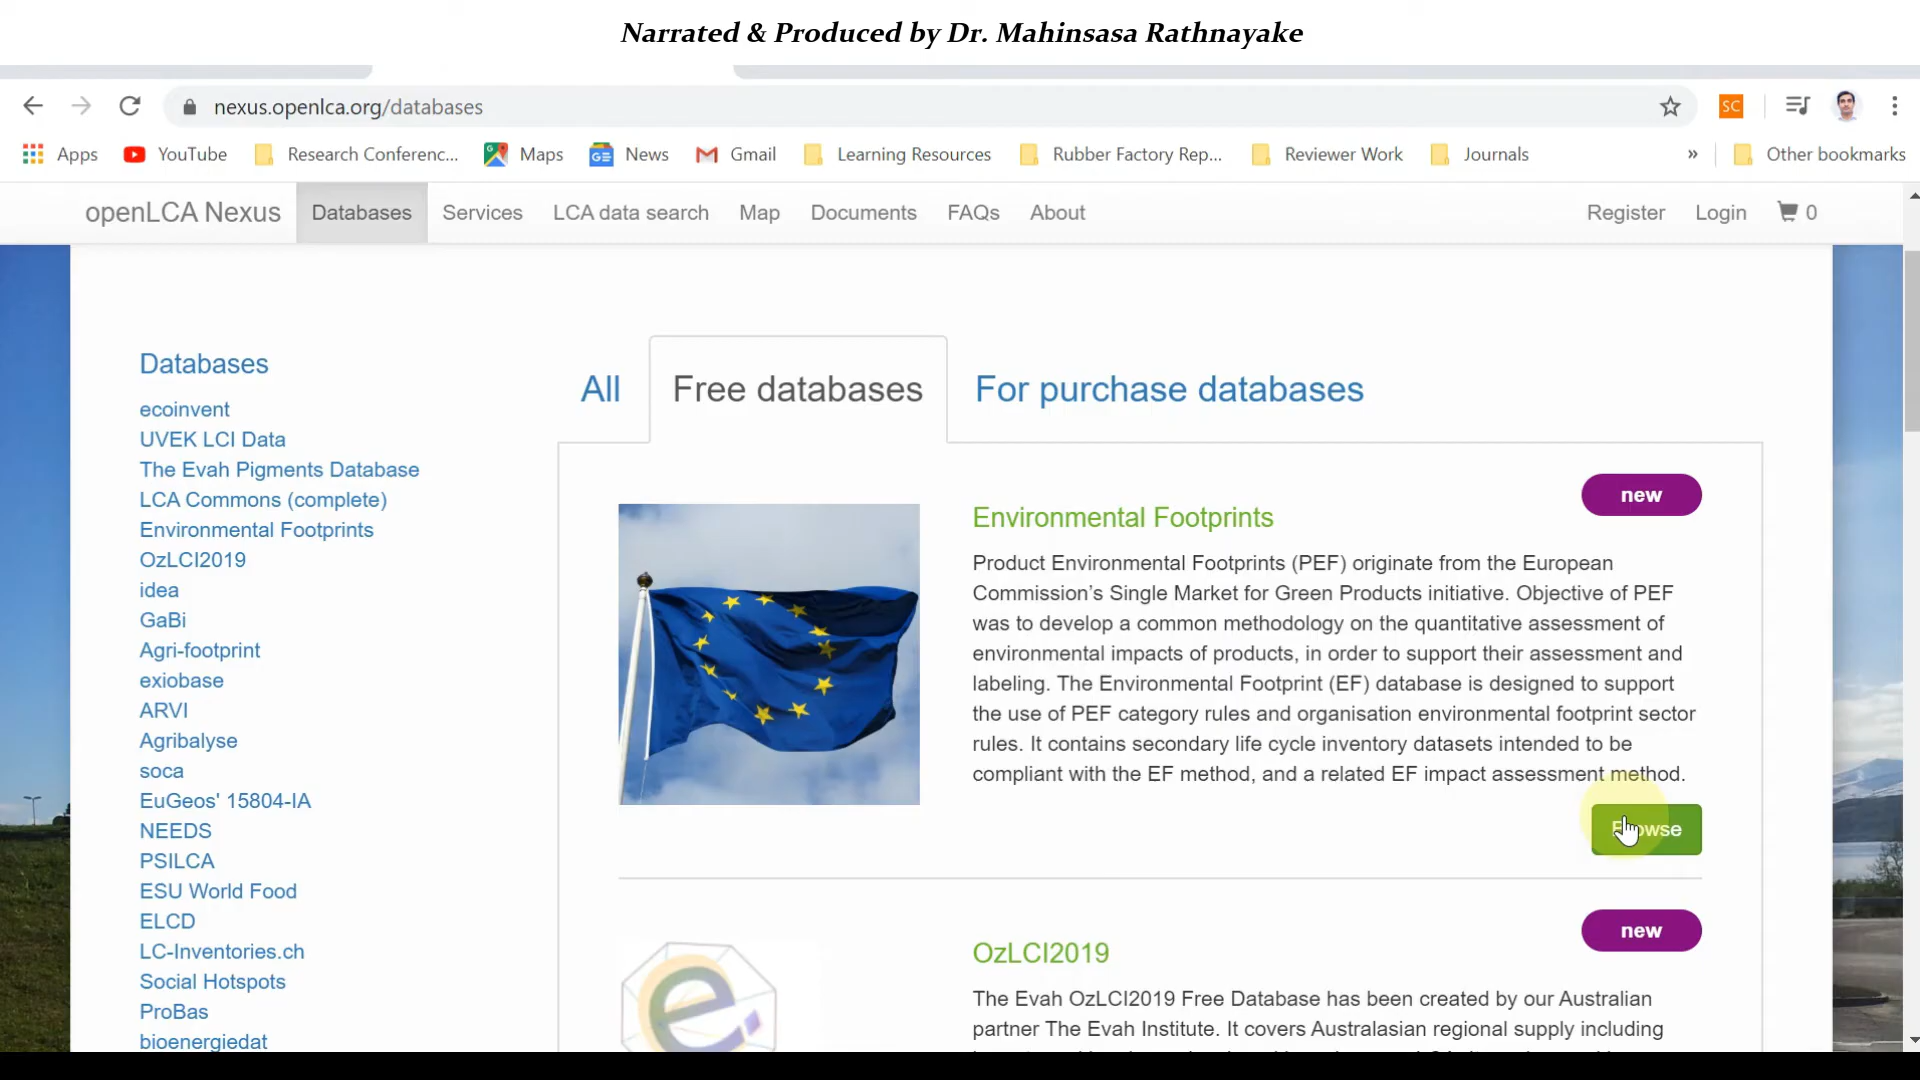 Narrated & Produced by Dr. Mahinsasa Rathnayake
nexus.openlca.org/databases
SC
Apps YouTube Research Conferenc... Maps News Gmail Learning Resources Rubber Factory Rep... Reviewer Work Journals » Other bookmarks
openLCA Nexus Databases Services LCA data search Map Documents FAQs About Register Login 0
Databases
ecoinvent
UVEK LCI Data
The Evah Pigments Database
LCA Commons (complete)
Environmental Footprints
OzLCI2019
idea
GaBi
Agri-footprint
exiobase
ARVI
Agribalyse
soca
EuGeos' 15804-IA
NEEDS
PSILCA
ESU World Food
ELCD
LC-Inventories.ch
Social Hotspots
ProBas
bioenergiedat
All Free databases For purchase databases
new
Environmental Footprints
Product Environmental Footprints (PEF) originate from the European
Commission's Single Market for Green Products initiative. Objective of PEF
was to develop a common methodology on the quantitative assessment of
environmental impacts of products, in order to support their assessment and
labeling. The Environmental Footprint (EF) database is designed to support
the use of PEF category rules and organisation environmental footprint sector
rules. It contains secondary life cycle inventory datasets intended to be
compliant with the EF method, and a related EF impact assessment method.
Browse
new
OzLCI2019
The Evah OzLCI2019 Free Database has been created by our Australian
partner The Evah Institute. It covers Australasian regional supply including